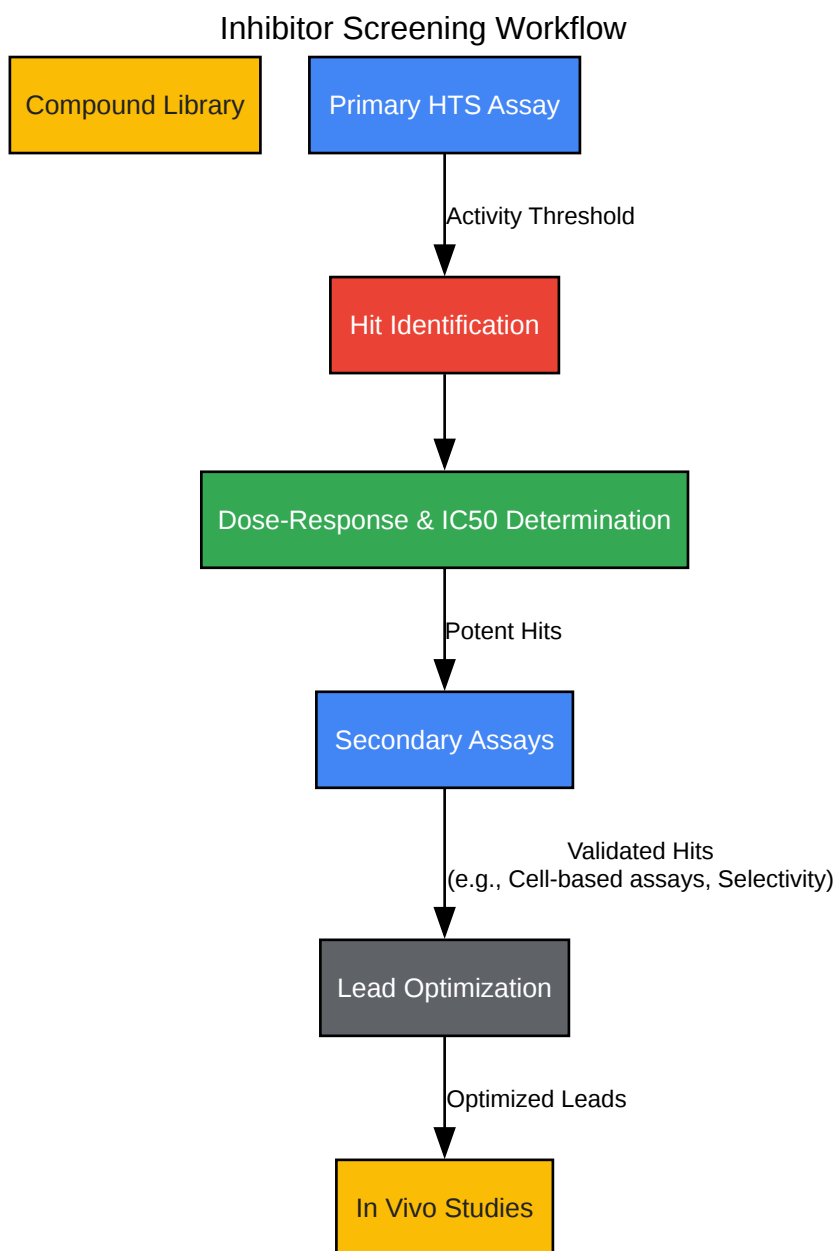 Inhibitor Screening Workflow
Compound Library
Primary HTS Assay
Activity Threshold
Hit Identification
Dose-Response & IC50 Determination
Potent Hits
Secondary Assays
Validated Hits
(e.g., Cell-based assays, Selectivity)
Lead Optimization
Optimized Leads
In Vivo Studies